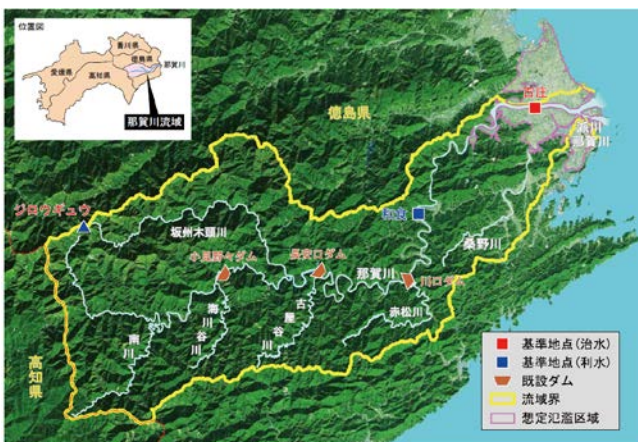 位置図
香川県
徳島県
愛媛県
高知県
那賀川
那賀川流域
徳島県
古庄
派川
那賀川
ジロウギュウ
和食
坂州木頭川
桑野川
小見野々ダム
長安口ダム
那賀川
川口ダム
海川谷川
古屋谷川
赤松川
南川
高知県
基準地点(治水)
基準地点(利水)
既設ダム
流域界
想定氾濫区域